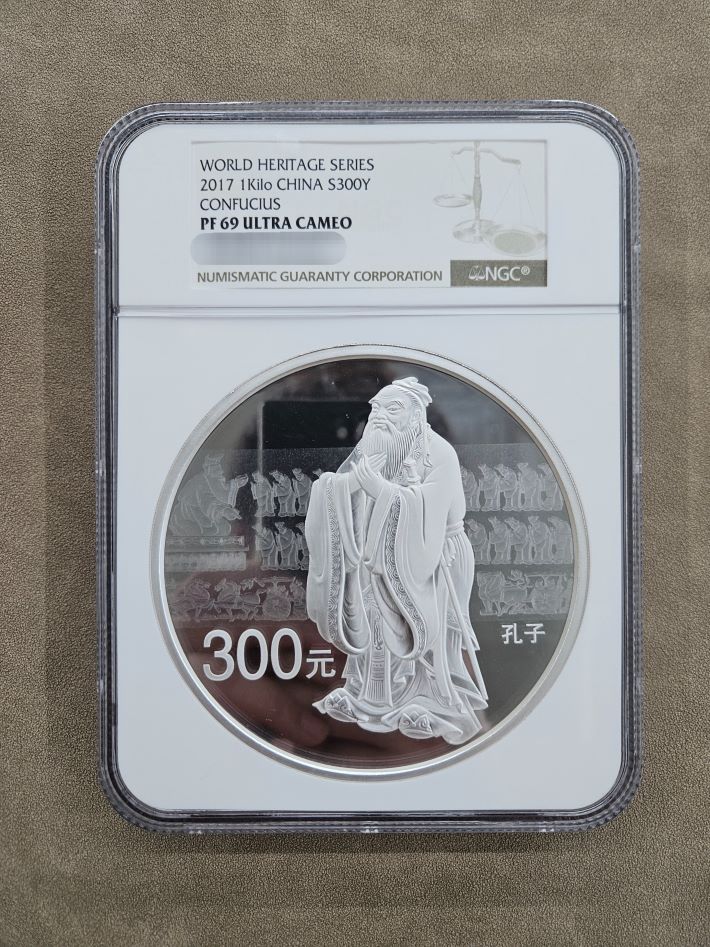 WORLD HERITAGE SERIES
2017 1Kilo CHINA S300Y
CONFUCIUS
PF 69 ULTRA CAMEO
NUMISMATIC GUARANTY CORPORATION
NGC®
300元
孔子